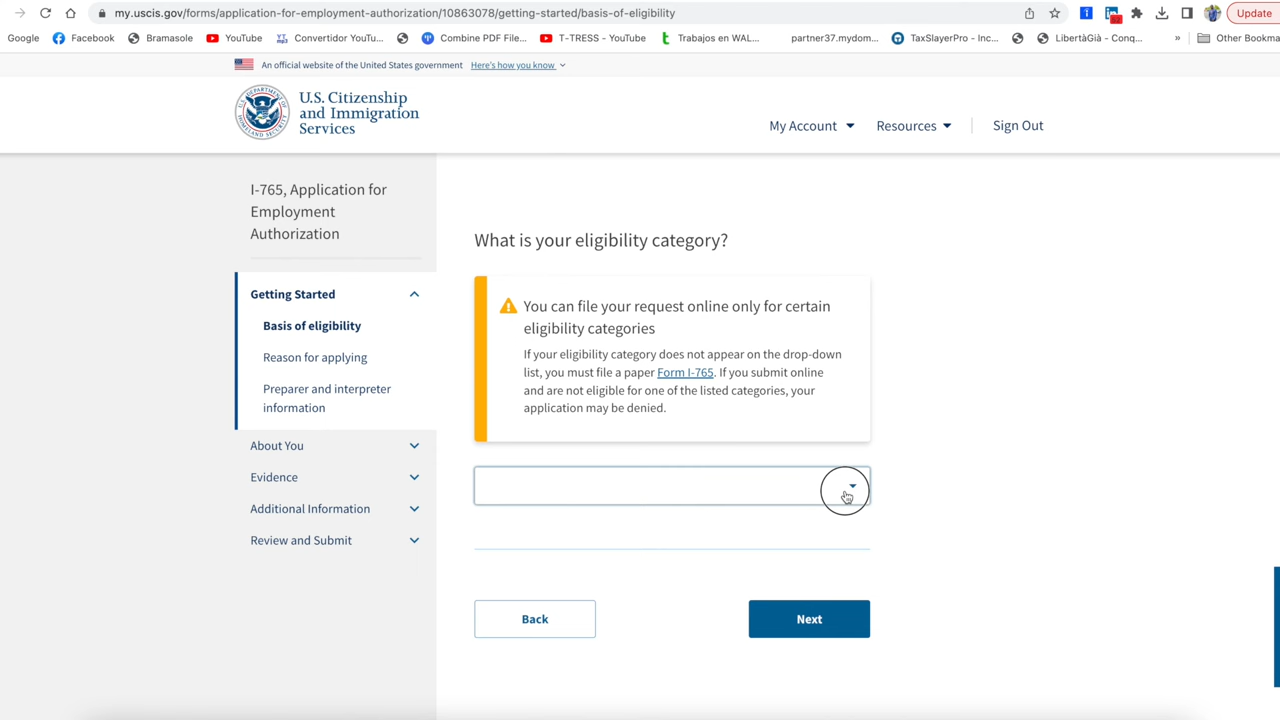 my.uscis.gov/forms/application-for-employment-authorization/10863078/getting-started/basis-of-eligibility
Update
Google
Facebook
Bramasole
YouTube
Convertidor YouTu...
Combine PDF File...
T-TRESS - YouTube
Trabajos en WAL...
partner37.mydom...
TaxSlayerPro - Inc...
LibertàGià - Conq...
»
Other Bookma
An official website of the United States government
Here's how you know
U.S. Citizenship
and Immigration
Services
My Account
Resources
Sign Out
I-765, Application for
Employment
Authorization
Getting Started
Basis of eligibility
Reason for applying
Preparer and interpreter
information
About You
Evidence
Additional Information
Review and Submit
What is your eligibility category?
You can file your request online only for certain
eligibility categories
If your eligibility category does not appear on the drop-down
list, you must file a paper Form I-765. If you submit online
and are not eligible for one of the listed categories, your
application may be denied.
Back
Next